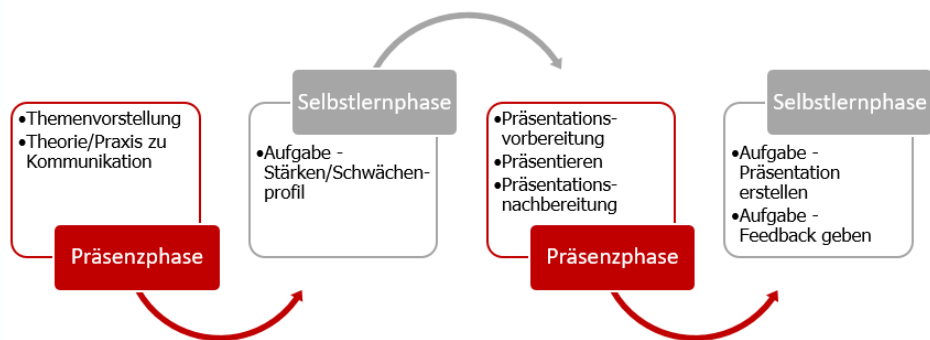 •Themenvorstellung
•Theorie/Praxis zu
Kommunikation
Präsenzphase
Selbstlernphase
•Aufgabe -
Stärken/Schwächen-
profil
•Präsentations-
vorbereitung
•Präsentieren
•Präsentations-
nachbereitung
Präsenzphase
Selbstlernphase
•Aufgabe -
Präsentation
erstellen
•Aufgabe -
Feedback geben